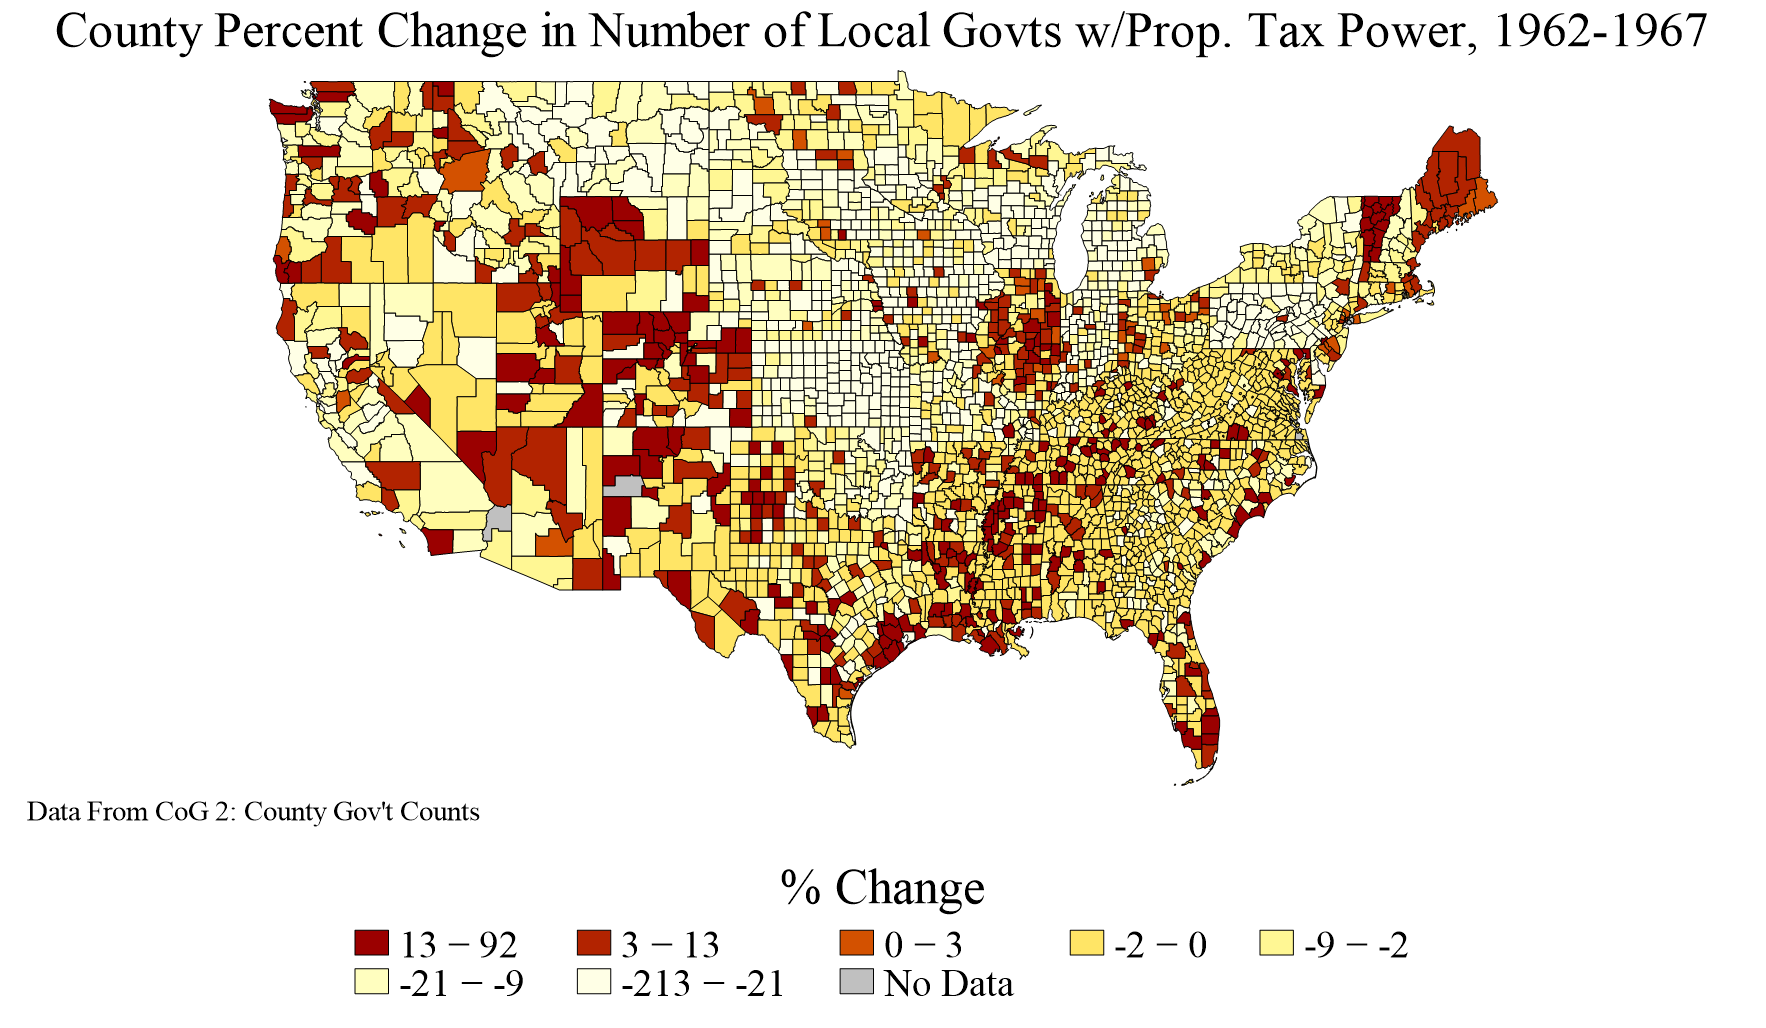 County Percent Change in Number of Local Govts w/Prop. Tax Power, 1962-1967
Data From CoG 2: County Gov't Counts
% Change
13 − 92 3 − 13 0 − 3 -2 − 0 -9 − -2
-21 − -9 -213 − -21 No Data